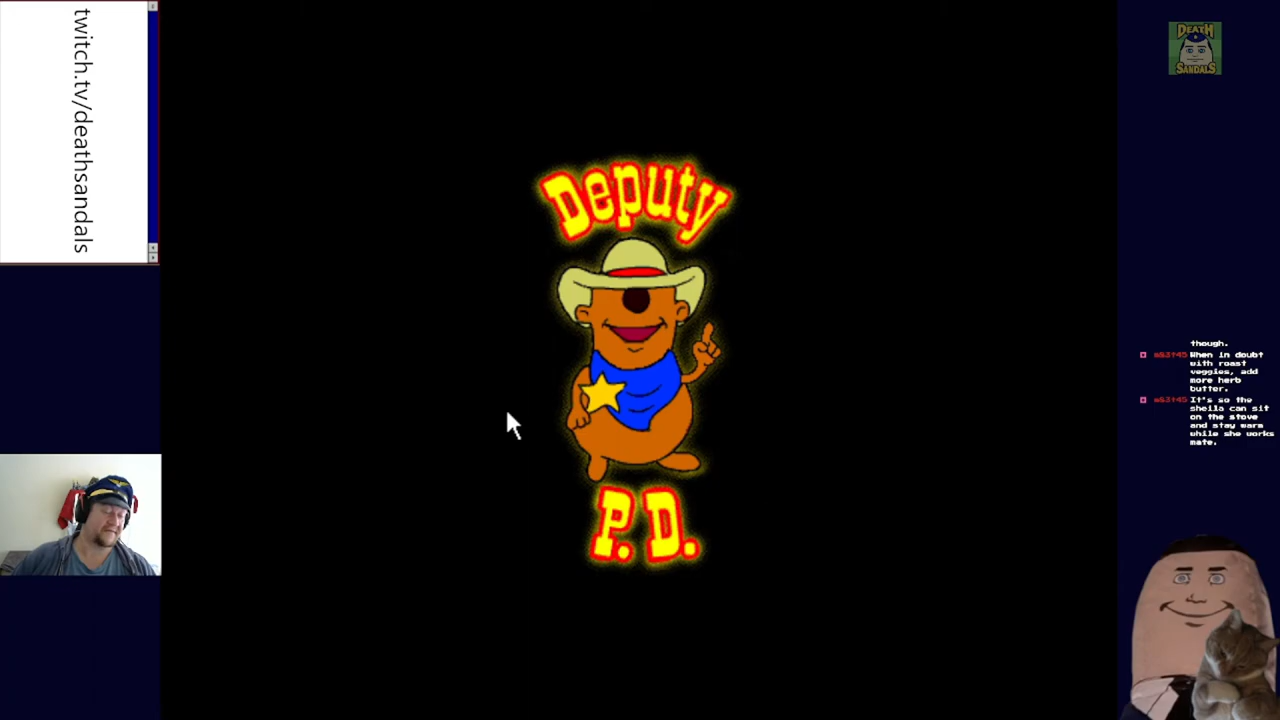 twitch.tv/deathsandals
Deputy
P. D.
DEATH
SANDALS
though.
m83t45 When in doubt
with roast
veggies, add
more herb
butter.
It's so the
sheila can sit
on the stove
and stay warm
while she works
mate.